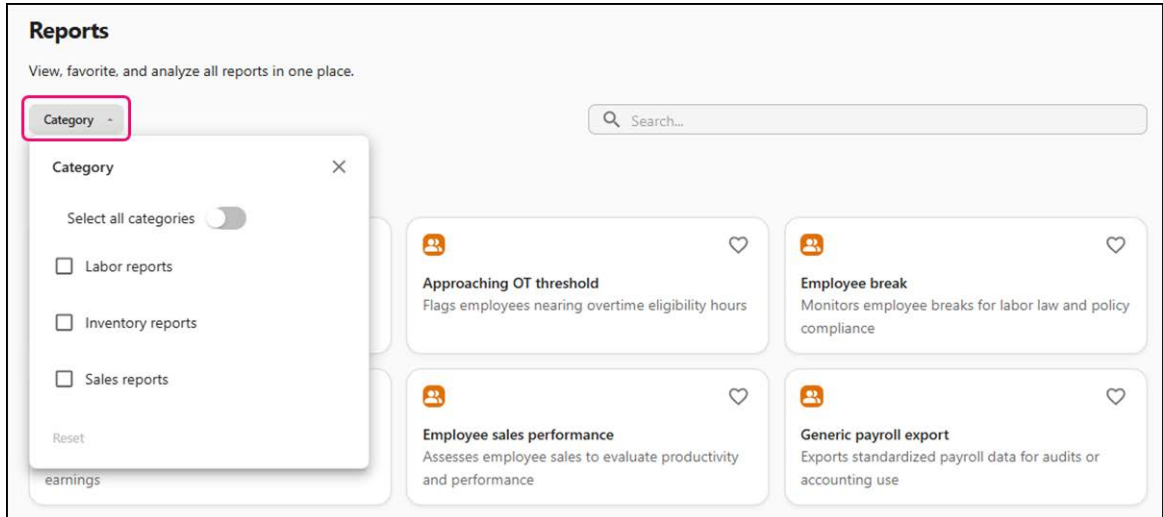 Reports
View, favorite, and analyze all reports in one place.
Category
Search...
Category
Select all categories
Labor reports
Inventory reports
Sales reports
Reset
earnings
Approaching OT threshold
Flags employees nearing overtime eligibility hours
Employee break
Monitors employee breaks for labor law and policy
compliance
Employee sales performance
Assesses employee sales to evaluate productivity
and performance
Generic payroll export
Exports standardized payroll data for audits or
accounting use